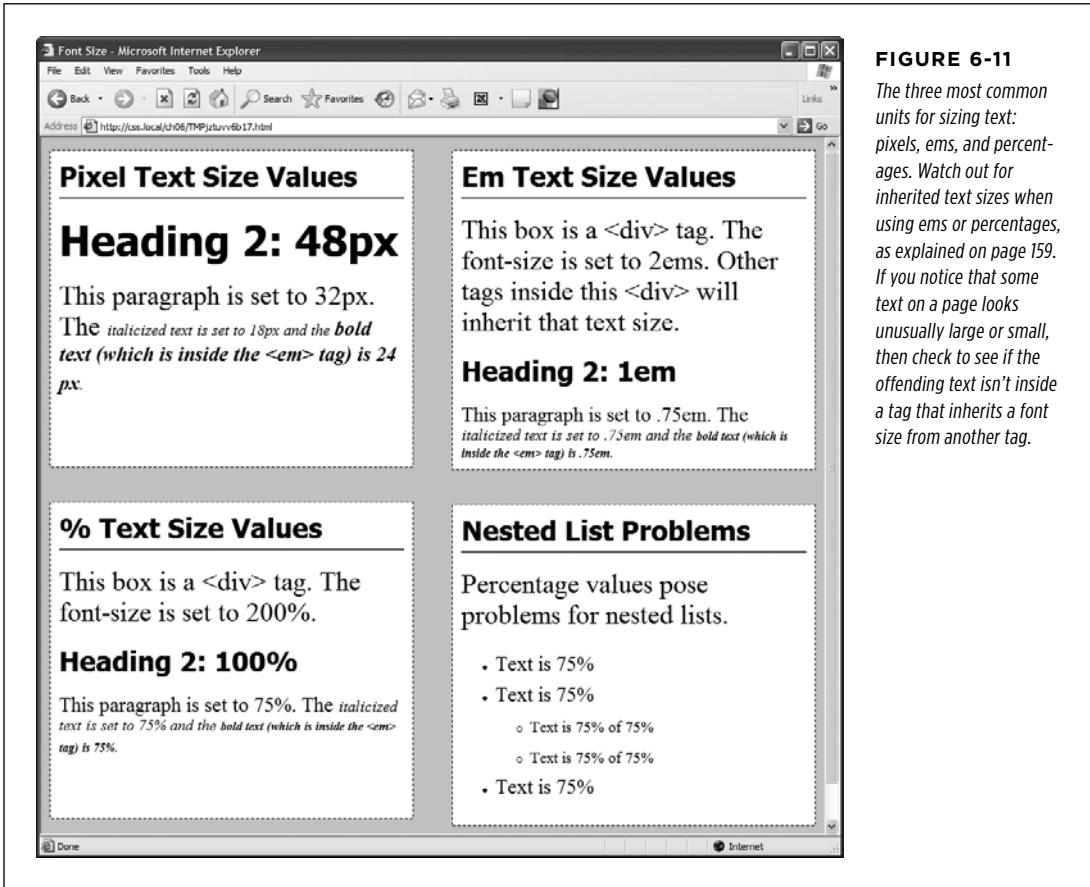 Font Size - Microsoft Internet Explorer
File Edit View Favorites Tools Help
Back Search Favorites Links »
Address http://css.local/ch06/TMPjztuvv6b17.html Go
Pixel Text Size Values
Heading 2: 48px
This paragraph is set to 32px.
The italicized text is set to 18px and the bold
text (which is inside the <em> tag) is 24
px.
Em Text Size Values
This box is a <div> tag. The
font-size is set to 2ems. Other
tags inside this <div> will
inherit that text size.
Heading 2: 1em
This paragraph is set to .75em. The
italicized text is set to .75em and the bold text (which is
inside the <em> tag) is .75em.
% Text Size Values
This box is a <div> tag. The
font-size is set to 200%.
Heading 2: 100%
This paragraph is set to 75%. The italicized
text is set to 75% and the bold text (which is inside the <em>
tag) is 75%.
Nested List Problems
Percentage values pose
problems for nested lists.
• Text is 75%
• Text is 75%
○ Text is 75% of 75%
○ Text is 75% of 75%
• Text is 75%
Done Internet
FIGURE 6-11
The three most common
units for sizing text:
pixels, ems, and percent-
ages. Watch out for
inherited text sizes when
using ems or percentages,
as explained on page 159.
If you notice that some
text on a page looks
unusually large or small,
then check to see if the
offending text isn't inside
a tag that inherits a font
size from another tag.